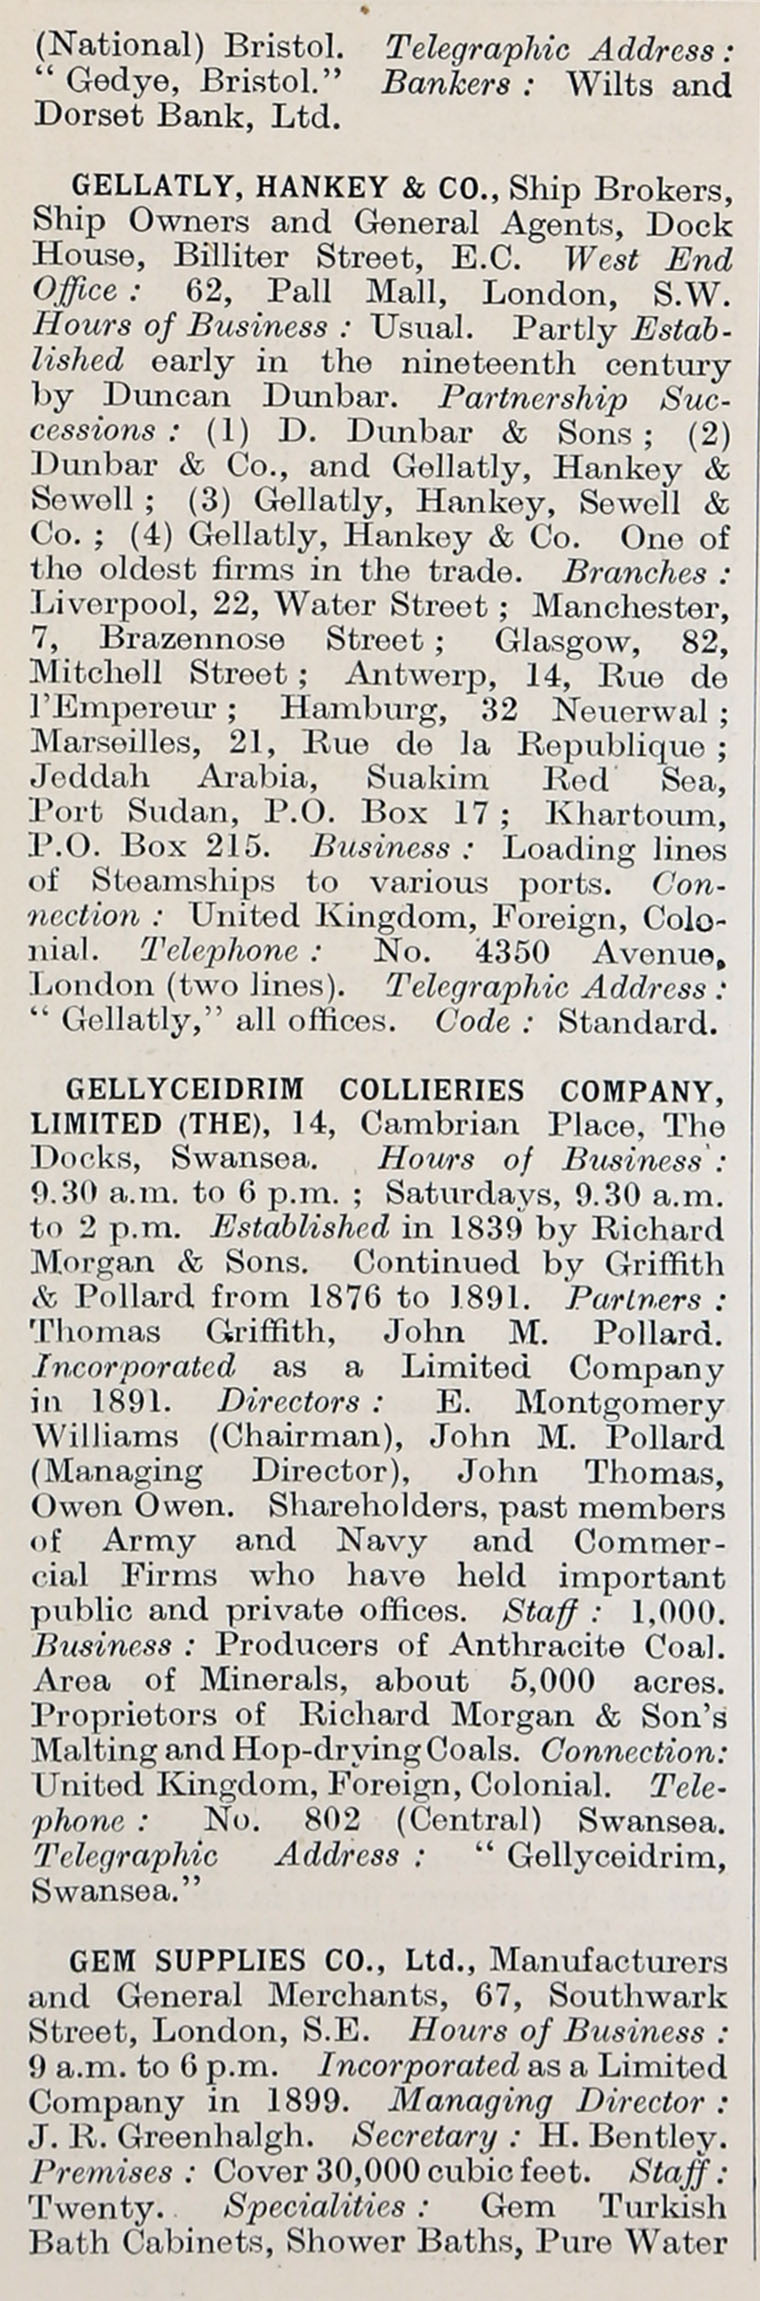 (National) Bristol. Telegraphic Address :
“ Gedye, Bristol.” Bankers : Wilts and
Dorset Bank, Ltd.
GELLATLY, HANKEY & CO., Ship Brokers,
Ship Owners and General Agents, Dock
House, Billiter Street, E.C. West End
Office : 62, Pall Mall, London, S.W.
Hours of Business : Usual. Partly Estab-
lished early in the nineteenth century
by Duncan Dunbar. Partnership Suc-
cessions : (1) D. Dunbar & Sons ; (2)
Dunbar & Co., and Gellatly, Hankey &
Sewell ; (3) Gellatly, Hankey, Sewell &
Co. ; (4) Gellatly, Hankey & Co. One of
the oldest firms in the trade. Branches :
Liverpool, 22, Water Street ; Manchester,
7, Brazennose Street ; Glasgow, 82,
Mitchell Street ; Antwerp, 14, Rue de
l'Empereur ; Hamburg, 32 Neuerwal ;
Marseilles, 21, Rue de la Republique ;
Jeddah Arabia, Suakim Red Sea,
Port Sudan, P.O. Box 17 ; Khartoum,
P.O. Box 215. Business : Loading lines
of Steamships to various ports. Con-
nection : United Kingdom, Foreign, Colo-
nial. Telephone : No. 4350 Avenue,
London (two lines). Telegraphic Address :
“ Gellatly,” all offices. Code : Standard.
GELLYCEIDRIM COLLIERIES COMPANY,
LIMITED (THE), 14, Cambrian Place, The
Docks, Swansea. Hours of Business :
9.30 a.m. to 6 p.m. ; Saturdays, 9.30 a.m.
to 2 p.m. Established in 1839 by Richard
Morgan & Sons. Continued by Griffith
& Pollard from 1876 to 1891. Partners :
Thomas Griffith, John M. Pollard.
Incorporated as a Limited Company
in 1891. Directors : E. Montgomery
Williams (Chairman), John M. Pollard
(Managing Director), John Thomas,
Owen Owen. Shareholders, past members
of Army and Navy and Commer-
cial Firms who have held important
public and private offices. Staff : 1,000.
Business : Producers of Anthracite Coal.
Area of Minerals, about 5,000 acres.
Proprietors of Richard Morgan & Son's
Malting and Hop-drying Coals. Connection:
United Kingdom, Foreign, Colonial. Tele-
phone : No. 802 (Central) Swansea.
Telegraphic Address : “ Gellyceidrim,
Swansea.”
GEM SUPPLIES CO., Ltd., Manufacturers
and General Merchants, 67, Southwark
Street, London, S.E. Hours of Business :
9 a.m. to 6 p.m. Incorporated as a Limited
Company in 1899. Managing Director :
J. R. Greenhalgh. Secretary : H. Bentley.
Premises : Cover 30,000 cubic feet. Staff :
Twenty. Specialities : Gem Turkish
Bath Cabinets, Shower Baths, Pure Water